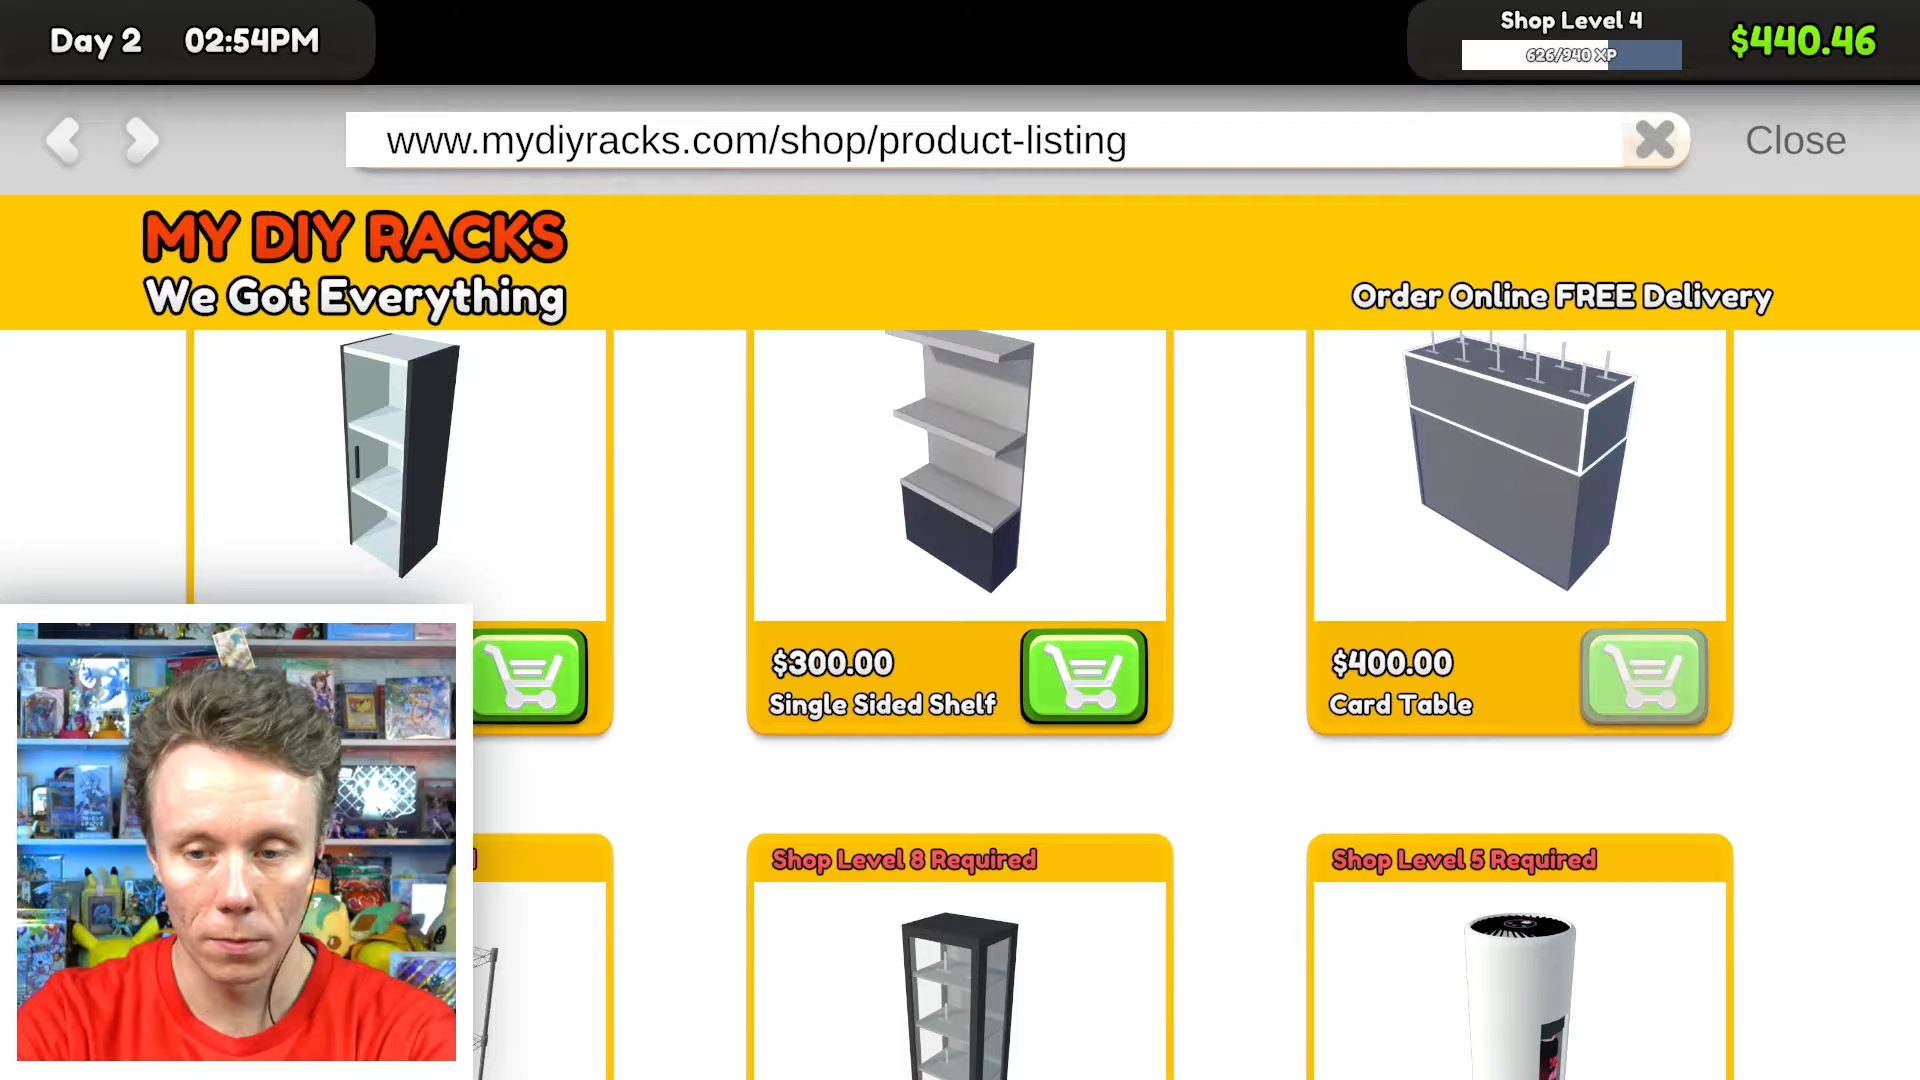 Day 2 02:54PM
Shop Level 4
626/940 XP
$440.46
www.mydiyracks.com/shop/product-listing
Close
MY DIY RACKS
We Got Everything
Order Online FREE Delivery
$300.00
Single Sided Shelf
$400.00
Card Table
Shop Level 8 Required
Shop Level 5 Required